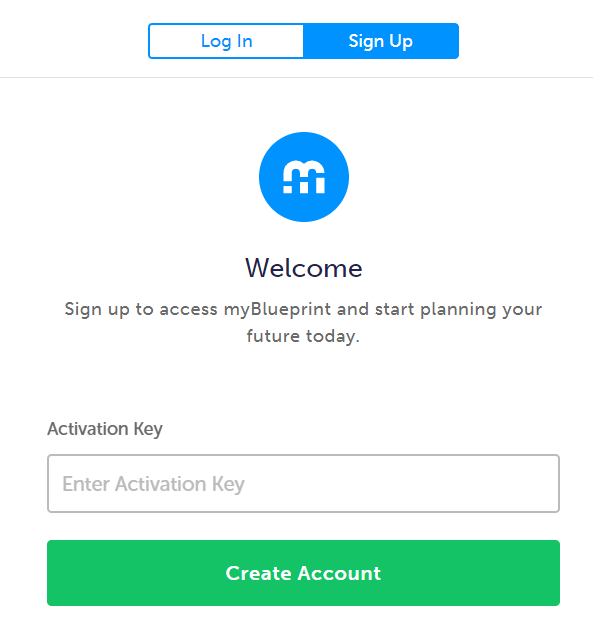 Log In
Sign Up
Welcome
Sign up to access myBlueprint and start planning your
future today.
Activation Key
Enter Activation Key
Create Account